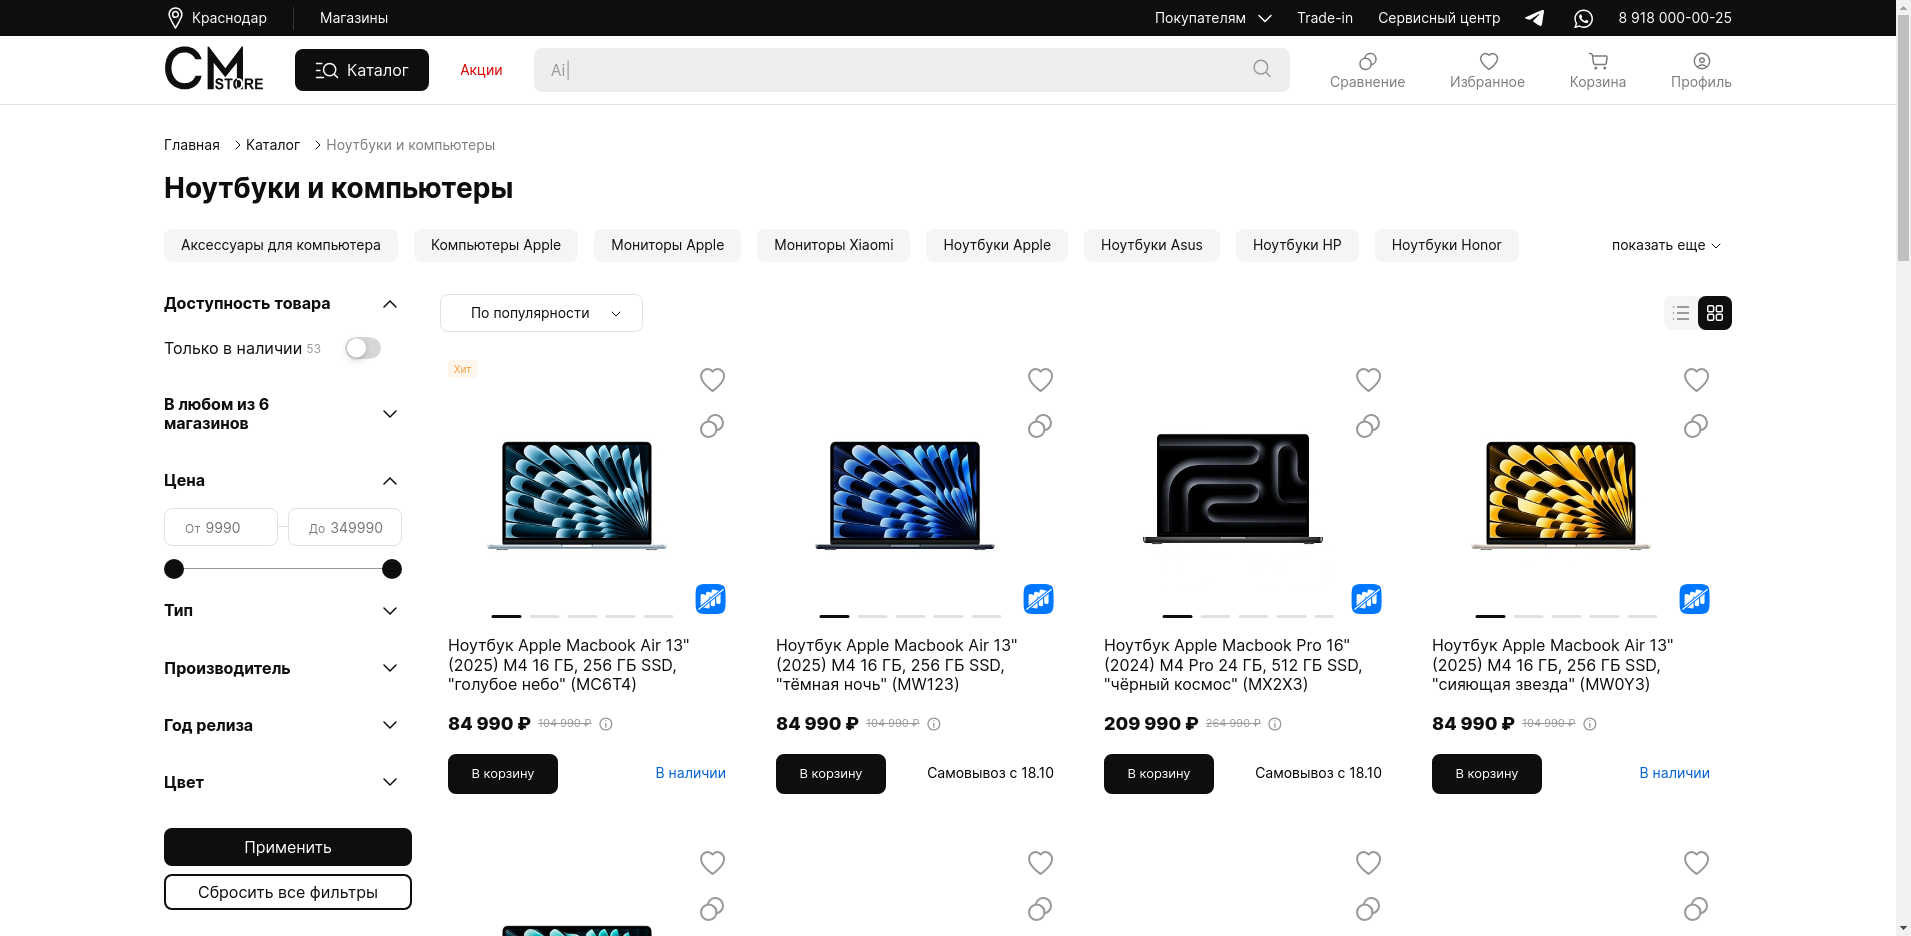 Краснодар
Магазины
Покупателям
Trade-in
Сервисный центр
8 918 000-00-25
CM STORE
Каталог
Акции
Ai|
Сравнение
Избранное
Корзина
Профиль
Главная
Каталог
Ноутбуки и компьютеры
Ноутбуки и компьютеры
Аксессуары для компьютера
Компьютеры Apple
Мониторы Apple
Мониторы Xiaomi
Ноутбуки Apple
Ноутбуки Asus
Ноутбуки HP
Ноутбуки Honor
показать еще
Доступность товара
Только в наличии 53
В любом из 6
магазинов
Цена
От 9990
До 349990
Тип
Производитель
Год релиза
Цвет
Применить
Сбросить все фильтры
По популярности
Хит
Ноутбук Apple Macbook Air 13"
(2025) M4 16 ГБ, 256 ГБ SSD,
"голубое небо" (MC6T4)
84 990 ₽ 104 990 ₽
В корзину
В наличии
Ноутбук Apple Macbook Air 13"
(2025) M4 16 ГБ, 256 ГБ SSD,
"тёмная ночь" (MW123)
84 990 ₽ 104 990 ₽
В корзину
Самовывоз с 18.10
Ноутбук Apple Macbook Pro 16"
(2024) M4 Pro 24 ГБ, 512 ГБ SSD,
"чёрный космос" (MX2X3)
209 990 ₽ 264 990 ₽
В корзину
Самовывоз с 18.10
Ноутбук Apple Macbook Air 13"
(2025) M4 16 ГБ, 256 ГБ SSD,
"сияющая звезда" (MW0Y3)
84 990 ₽ 104 990 ₽
В корзину
В наличии